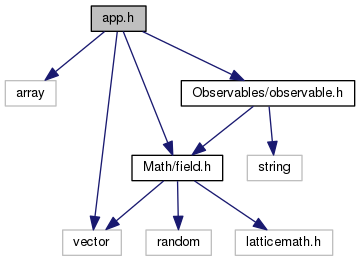 app.h
array
Observables/observable.h
Math/field.h
string
vector
random
latticemath.h